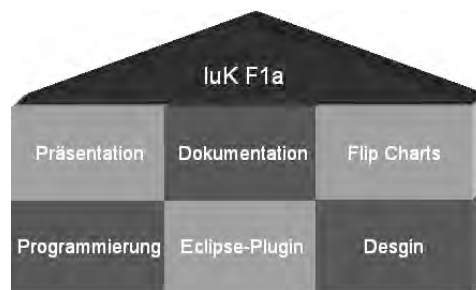 IuK F1a
Präsentation Dokumentation Flip Charts
Programmierung Eclipse-Plugin Desgin